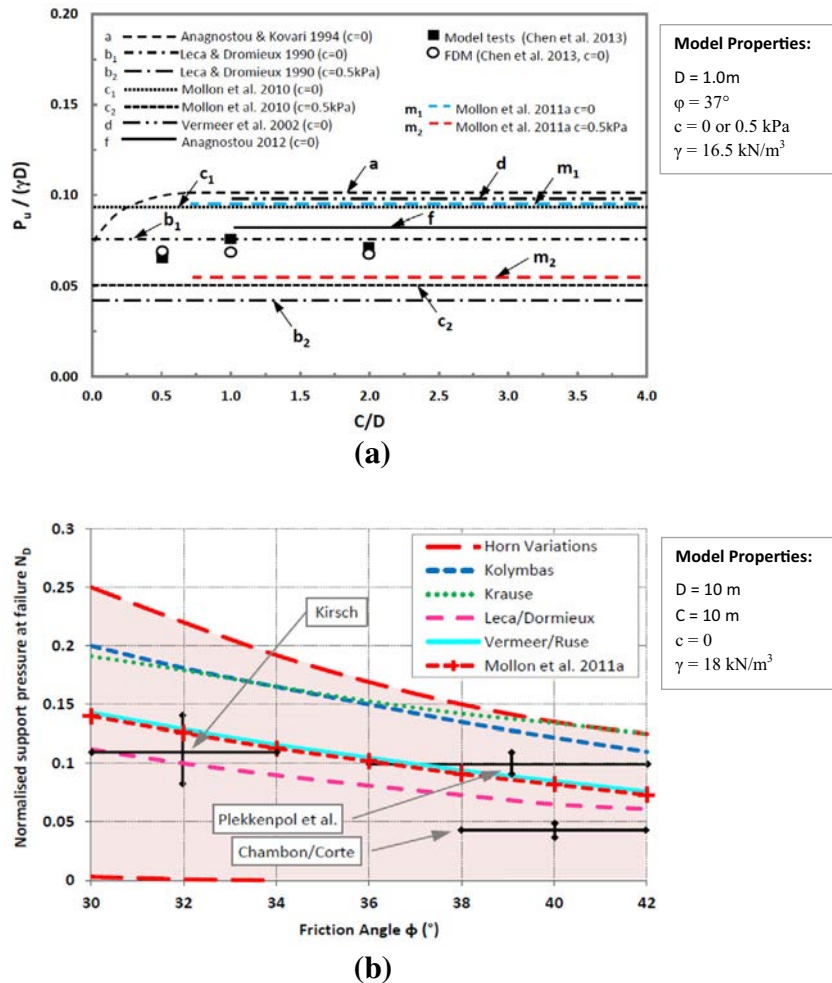 0.20
0.15
0.10
0.05
0.00
P_u / (γD)
a Anagnostou & Kovari 1994 (c=0)
b₁ Leca & Dromieux 1990 (c=0)
b₂ Leca & Dromieux 1990 (c=0.5kPa)
c₁ Mollon et al. 2010 (c=0)
c₂ Mollon et al. 2010 (c=0.5kPa)
d Vermeer et al. 2002 (c=0)
f Anagnostou 2012 (c=0)
Model tests (Chen et al. 2013)
FDM (Chen et al. 2013, c=0)
m₁ Mollon et al. 2011a c=0
m₂ Mollon et al. 2011a c=0.5kPa
c₁
a
d
m₁
b₁
f
m₂
b₂
c₂
0.0 0.5 1.0 1.5 2.0 2.5 3.0 3.5 4.0
C/D
Model Properties:
D = 1.0m
φ = 37°
c = 0 or 0.5 kPa
γ = 16.5 kN/m³
(a)
Normalised support pressure at failure N_D
0.3
0.25
0.2
0.15
0.1
0.05
0
Horn Variations
Kolymbas
Krause
Leca/Dormieux
Vermeer/Ruse
Mollon et al. 2011a
Kirsch
Plekkenpol et al.
Chambon/Corte
30 32 34 36 38 40 42
Friction Angle ϕ (°)
Model Properties:
D = 10 m
C = 10 m
c = 0
γ = 18 kN/m³
(b)